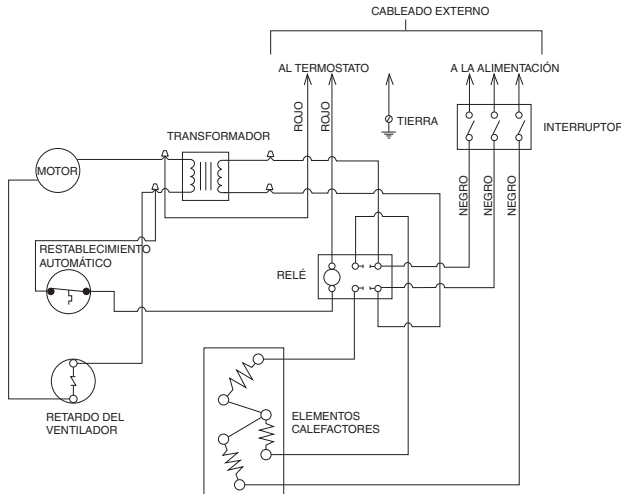 CABLEADO EXTERNO
AL TERMOSTATO
A LA ALIMENTACIÓN
ROJO
ROJO
TIERRA
INTERRUPTOR
TRANSFORMADOR
MOTOR
NEGRO
NEGRO
NEGRO
RESTABLECIMIENTO
AUTOMÁTICO
RELÉ
RETARDO DEL
VENTILADOR
ELEMENTOS
CALEFACTORES